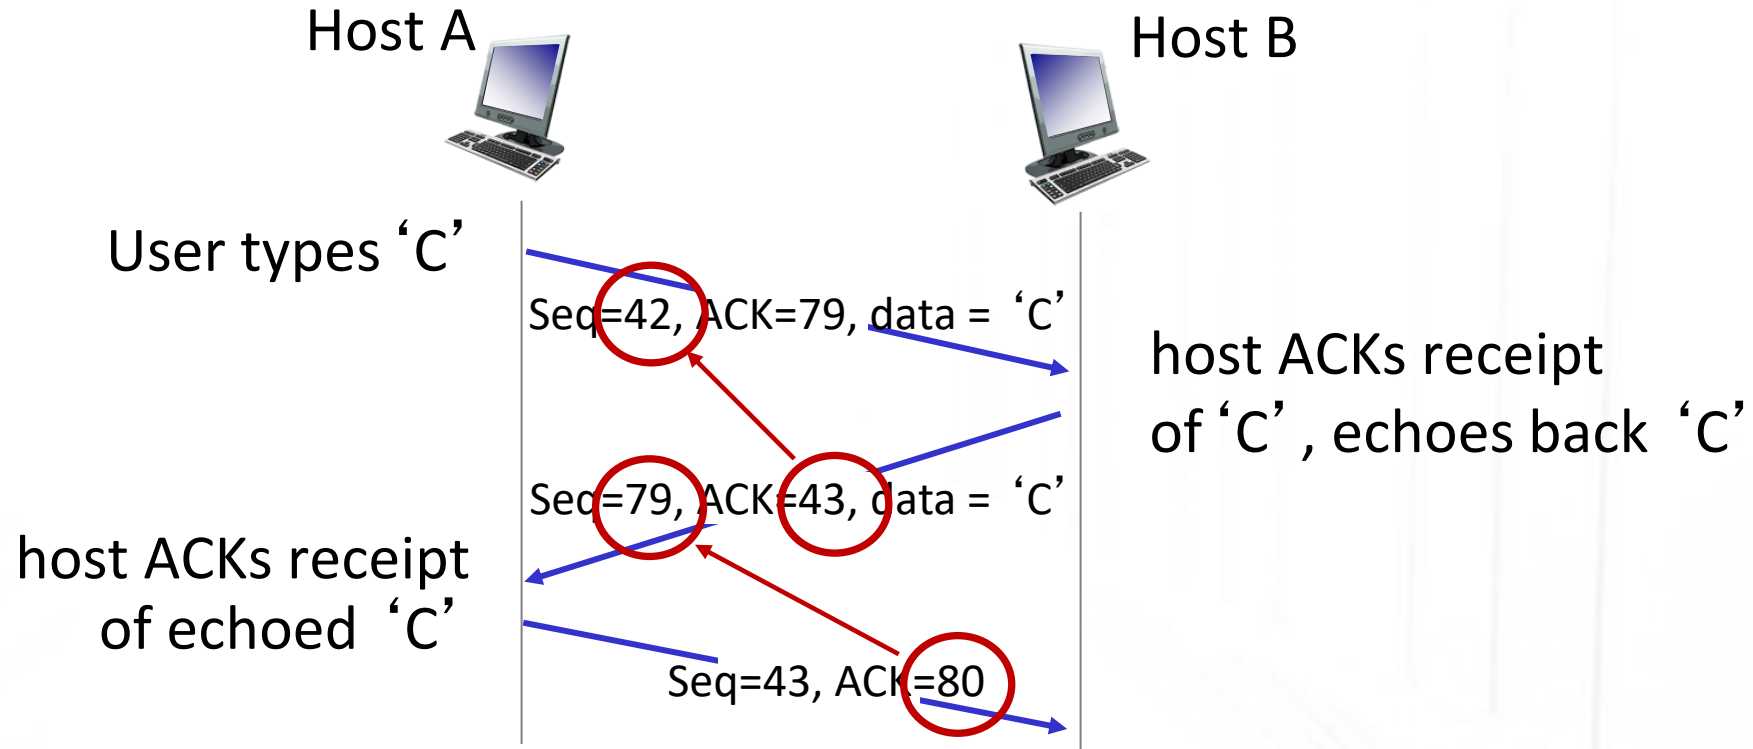 Host A
Host B
User types ‘C’
Seq=42, ACK=79, data = ‘C’
host ACKs receipt
of ‘C’, echoes back ‘C’
Seq=79, ACK=43, data = ‘C’
host ACKs receipt
of echoed ‘C’
Seq=43, ACK=80